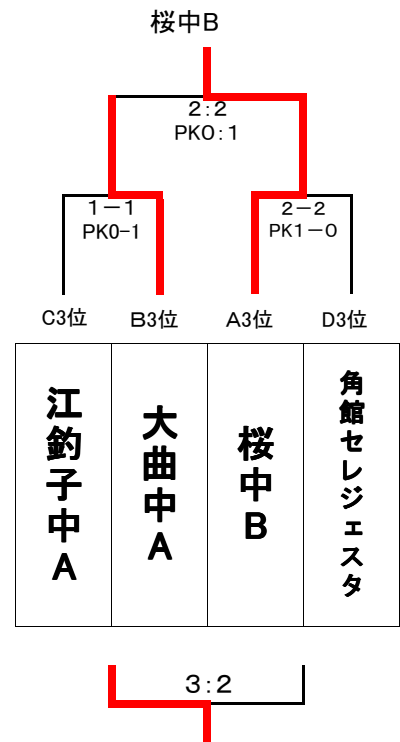 桜中B
2:2
PK0:1
1－1
PK0-1
2－2
PK1－0
C3位
B3位
A3位
D3位
江釣子中A
大曲中A
桜中B
角館セレジェスタ
3:2